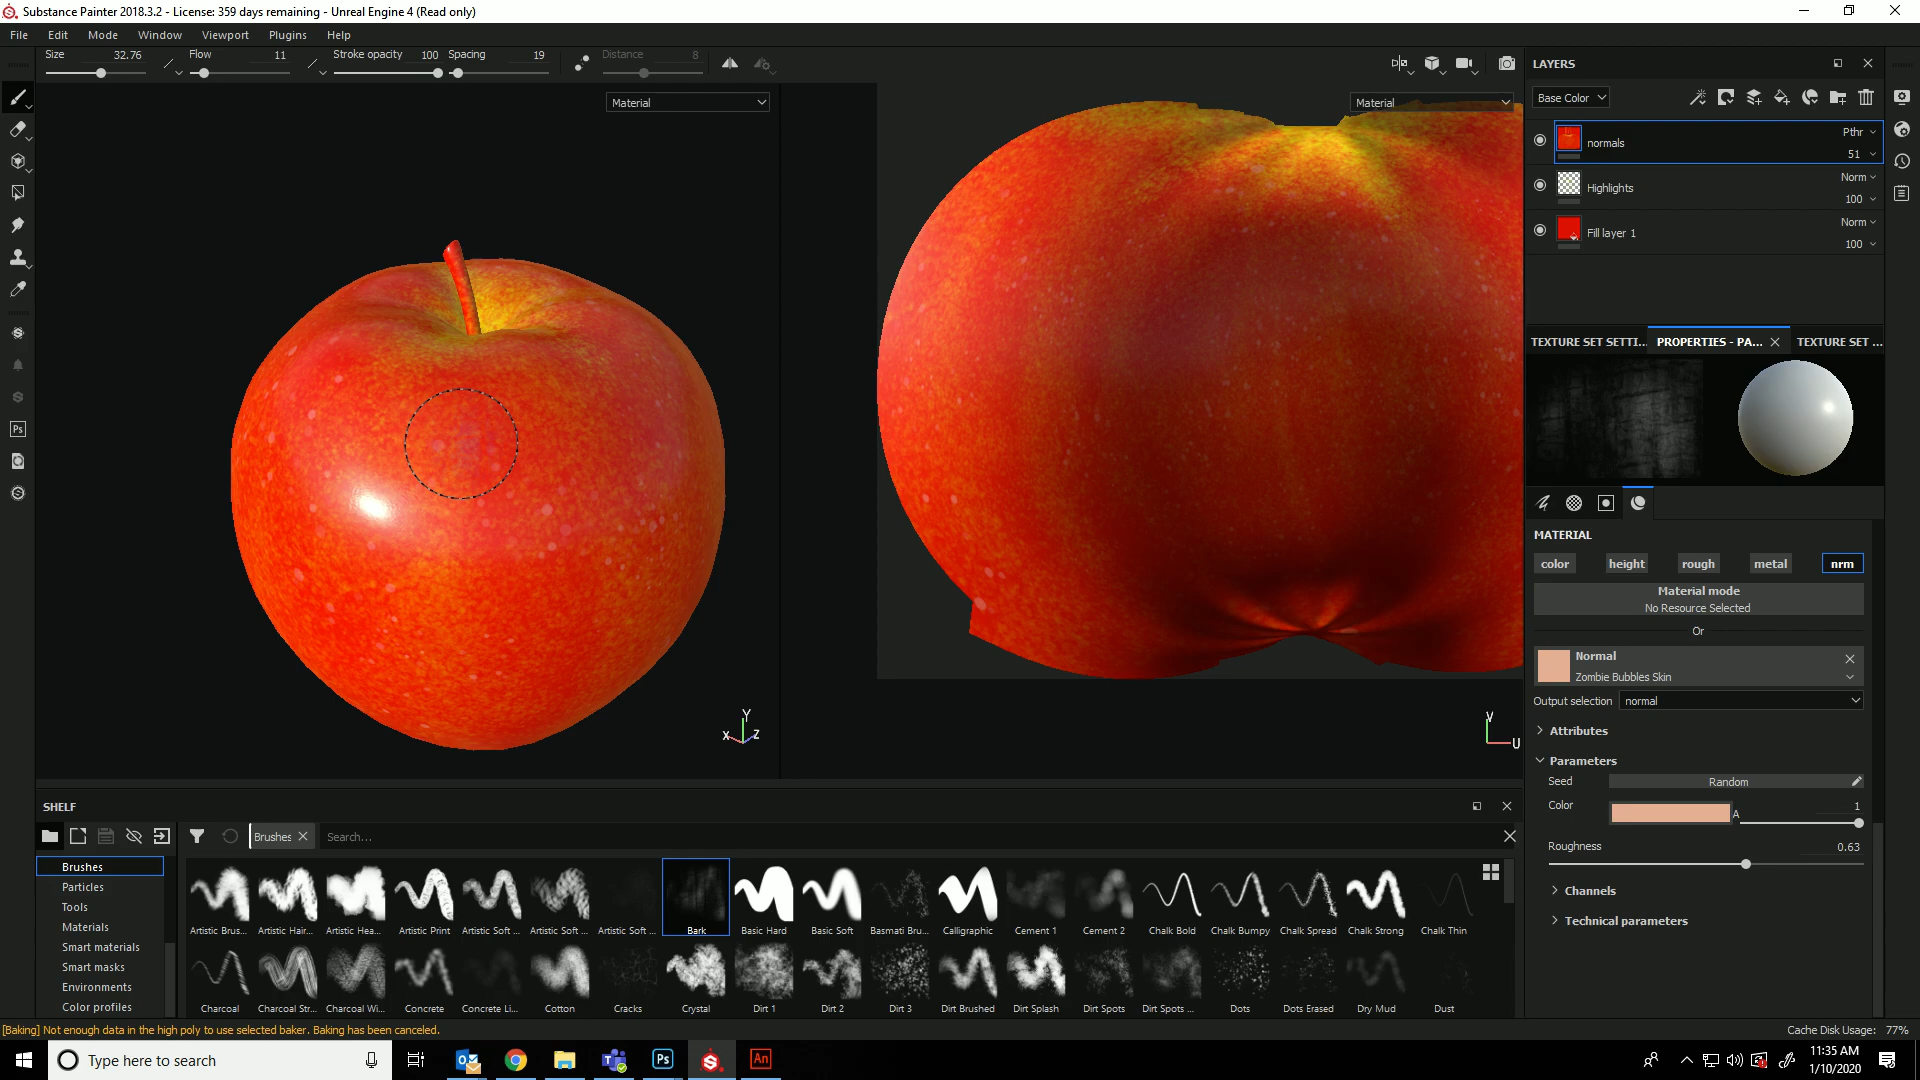 Substance Painter 2018.3.2 - License: 359 days remaining - Unreal Engine 4 (Read only)
File Edit Mode Window Viewport Plugins Help
Size 32.76 Flow 11 Stroke opacity 100 Spacing 19 Distance 8
Material
Material
Y
X
Z
V
U
LAYERS
Base Color
normals Pthr 51
Highlights Norm 100
Fill layer 1 Norm 100
TEXTURE SET SETTI... PROPERTIES - PA... TEXTURE SET ...
MATERIAL
color height rough metal nrm
Material mode
No Resource Selected
Or
Normal
Zombie Bubbles Skin
Output selection normal
Attributes
Parameters
Seed Random
Color A 1
Roughness 0.63
Channels
Technical parameters
SHELF
Brushes Search...
Brushes
Particles
Tools
Materials
Smart materials
Smart masks
Environments
Color profiles
Artistic Brus... Artistic Hair... Artistic Hea... Artistic Print Artistic Soft ... Artistic Soft ... Artistic Soft ... Bark Basic Hard Basic Soft Basmati Bru... Calligraphic Cement 1 Cement 2 Chalk Bold Chalk Bumpy Chalk Spread Chalk Strong Chalk Thin
Charcoal Charcoal Str... Charcoal Wi... Concrete Concrete Li... Cotton Cracks Crystal Dirt 1 Dirt 2 Dirt 3 Dirt Brushed Dirt Splash Dirt Spots Dirt Spots ... Dots Dots Erased Dry Mud Dust
[Baking] Not enough data in the high poly to use selected baker. Baking has been canceled.
Cache Disk Usage: 77%
Type here to search
Ps
Ps
An
11:35 AM
1/10/2020